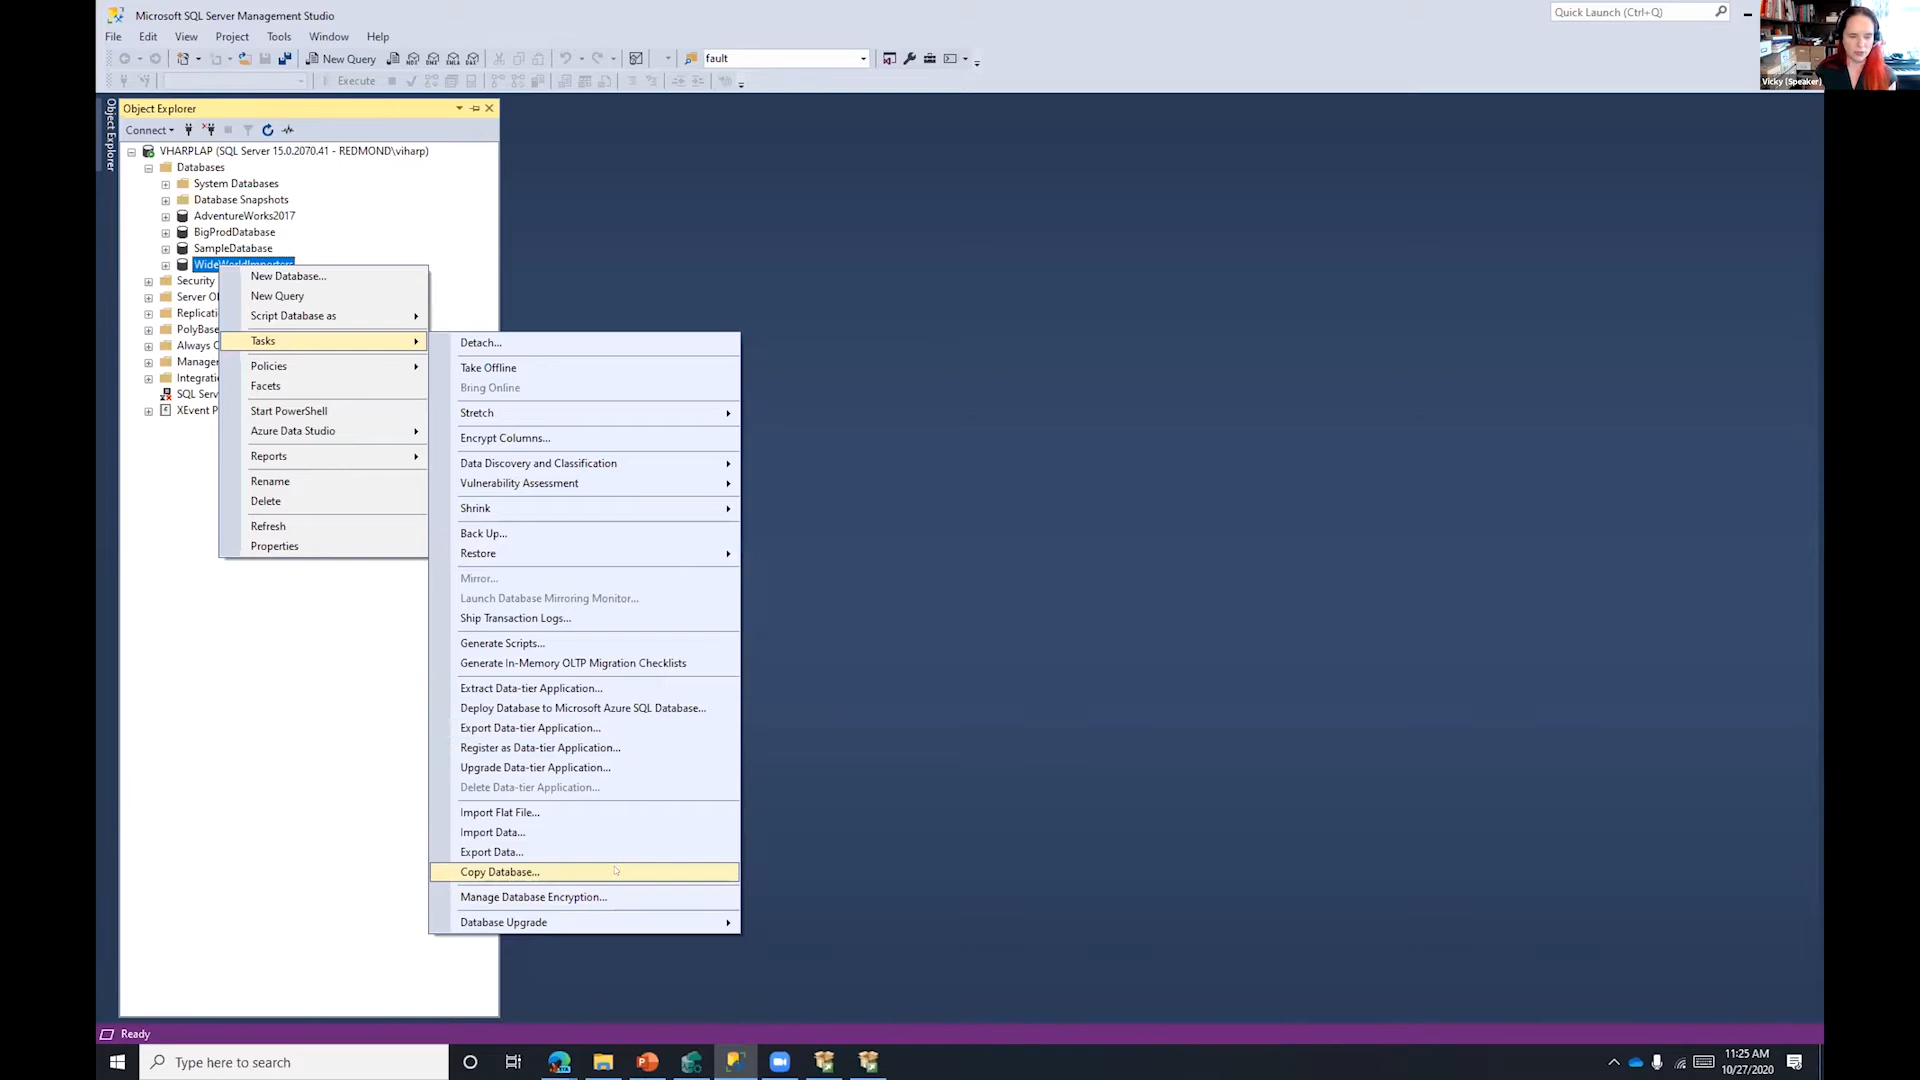 Microsoft SQL Server Management Studio
Quick Launch (Ctrl+Q)
File Edit View Project Tools Window Help
New Query
fault
Execute
Vicky (Speaker)
Object Explorer
Object Explorer
Connect
VHARPLAP (SQL Server 15.0.2070.41 - REDMOND\viharp)
Databases
System Databases
Database Snapshots
AdventureWorks2017
BigProdDatabase
SampleDatabase
WideWorldImporters
Security
Server O
Replicati
PolyBase
Always O
Manager
Integrati
SQL Serv
XEvent P
New Database...
New Query
Script Database as
Tasks
Policies
Facets
Start PowerShell
Azure Data Studio
Reports
Rename
Delete
Refresh
Properties
Detach...
Take Offline
Bring Online
Stretch
Encrypt Columns...
Data Discovery and Classification
Vulnerability Assessment
Shrink
Back Up...
Restore
Mirror...
Launch Database Mirroring Monitor...
Ship Transaction Logs...
Generate Scripts...
Generate In-Memory OLTP Migration Checklists
Extract Data-tier Application...
Deploy Database to Microsoft Azure SQL Database...
Export Data-tier Application...
Register as Data-tier Application...
Upgrade Data-tier Application...
Delete Data-tier Application...
Import Flat File...
Import Data...
Export Data...
Copy Database...
Manage Database Encryption...
Database Upgrade
Ready
Type here to search
11:25 AM
10/27/2020